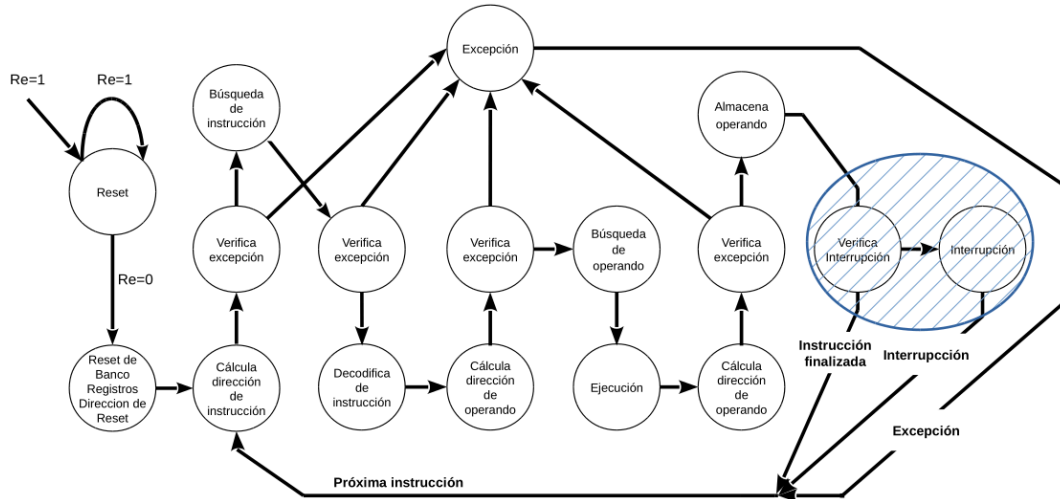 Excepción
Re=1
Re=1
Búsqueda
de
instrucción
Almacena
operando
Reset
Verifica
excepción
Verifica
excepción
Verifica
excepción
Búsqueda
de
operando
Verifica
excepción
Verifica
Interrupción
Interrupción
Re=0
Reset de
Banco
Registros
Direccion de
Reset
Cálcula
dirección
de
instrucción
Decodifica
de
instrucción
Cálcula
dirección
de
operando
Ejecución
Cálcula
dirección
de
operando
Instrucción
finalizada
Interrupcción
Excepción
Próxima instrucción